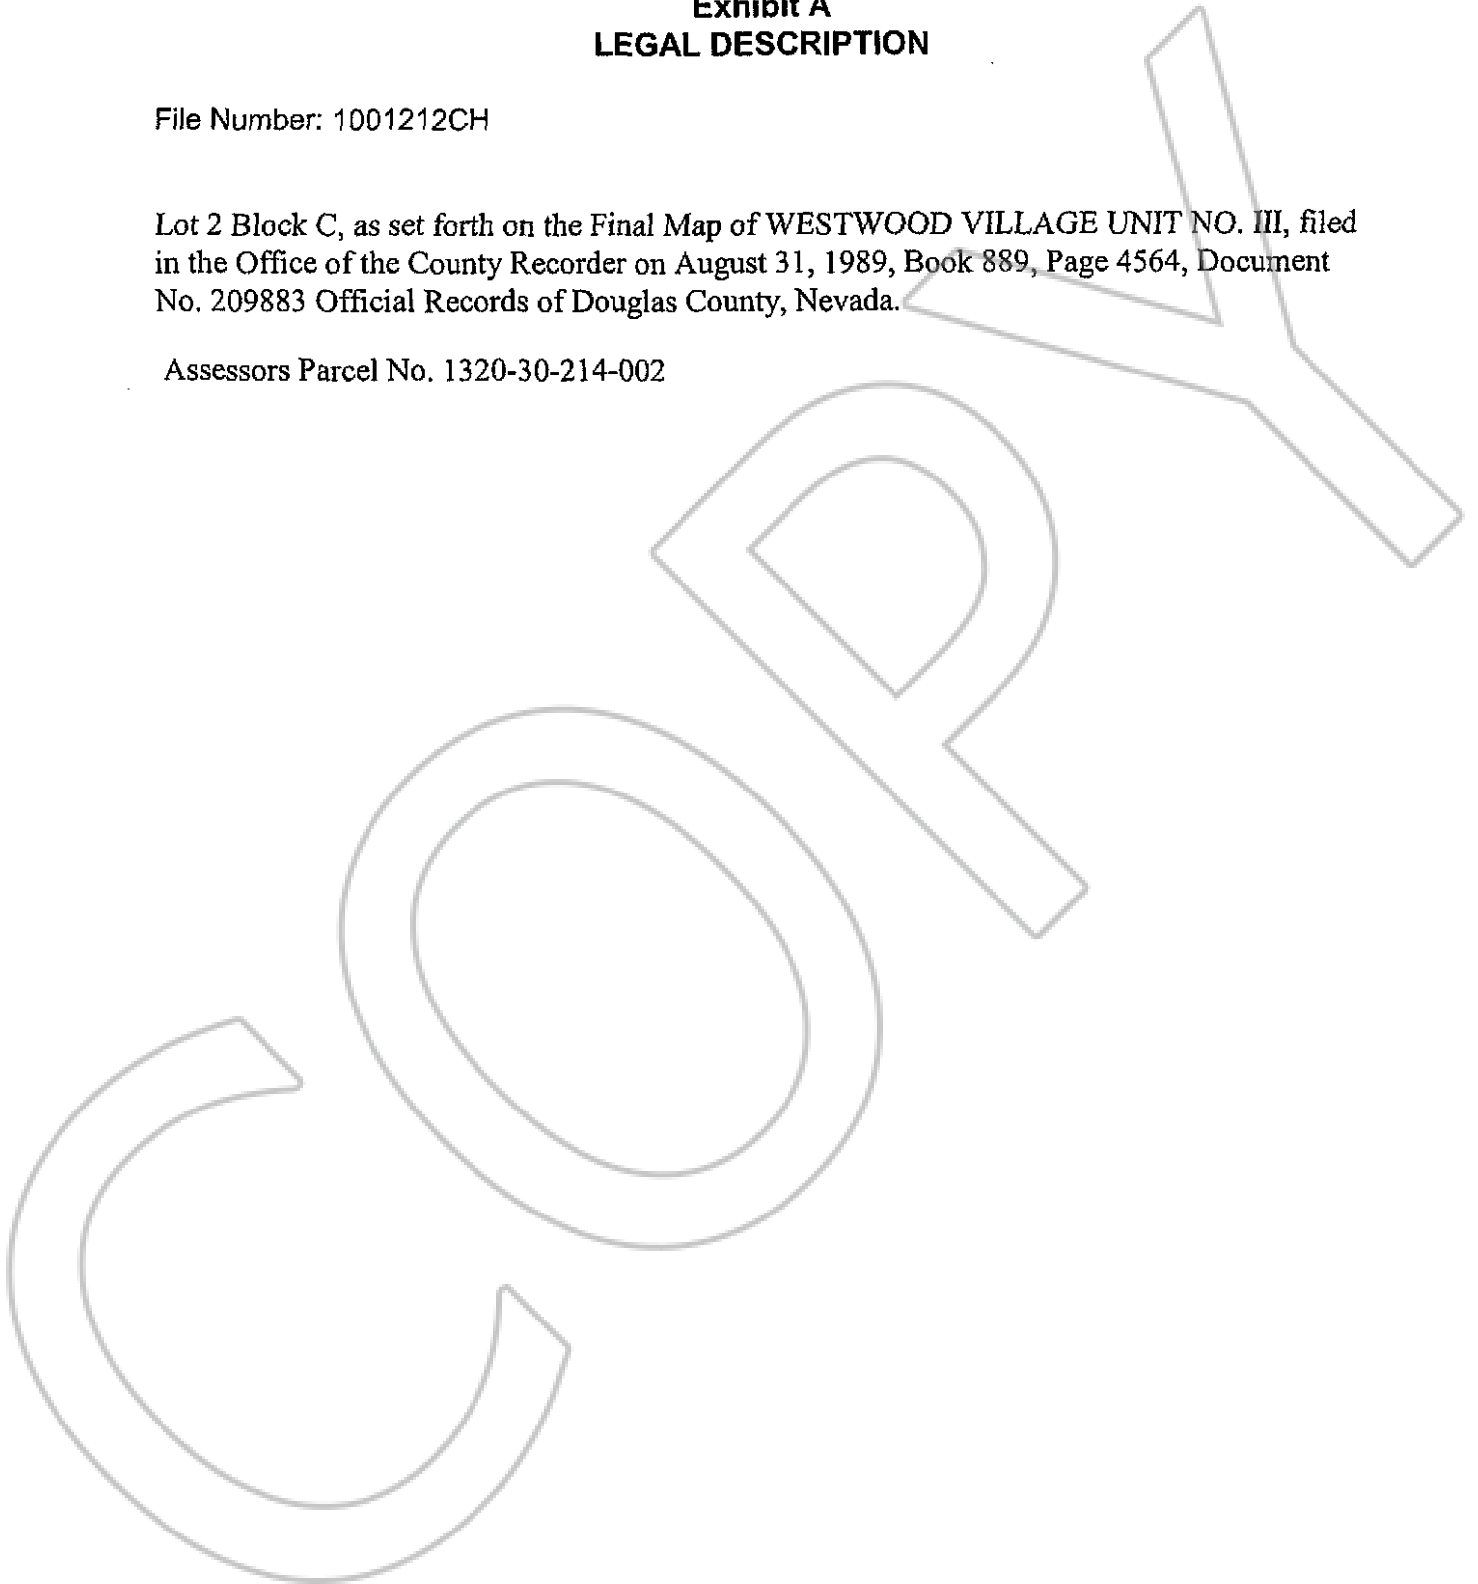 Exhibit A
LEGAL DESCRIPTION
File Number: 1001212CH
Lot 2 Block C, as set forth on the Final Map of WESTWOOD VILLAGE UNIT NO. III, filed
in the Office of the County Recorder on August 31, 1989, Book 889, Page 4564, Document
No. 209883 Official Records of Douglas County, Nevada.
Assessors Parcel No. 1320-30-214-002
COPY